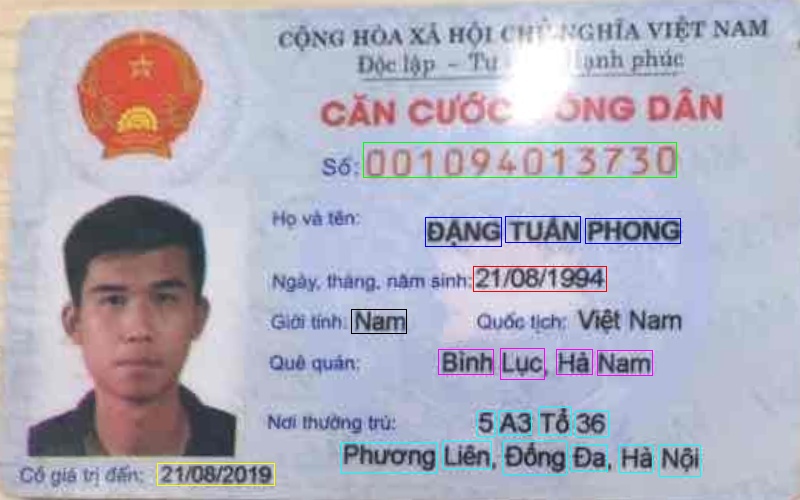 CỘNG HÒA XÃ HỘI CHỦ NGHĨA VIỆT NAM
Độc lập - Tự Hạnh phúc
CĂN CƯỚC CÔNG DÂN
Số: 001094013730
Họ và tên:
ĐẶNG TUẤN PHONG
Ngày, tháng, năm sinh: 21/08/1994
Giới tính: Nam Quốc tịch: Việt Nam
Quê quán: Bình Lục, Hà Nam
Nơi thường trú: 5 A3 Tổ 36
Phương Liên, Đống Đa, Hà Nội
Có giá trị đến: 21/08/2019